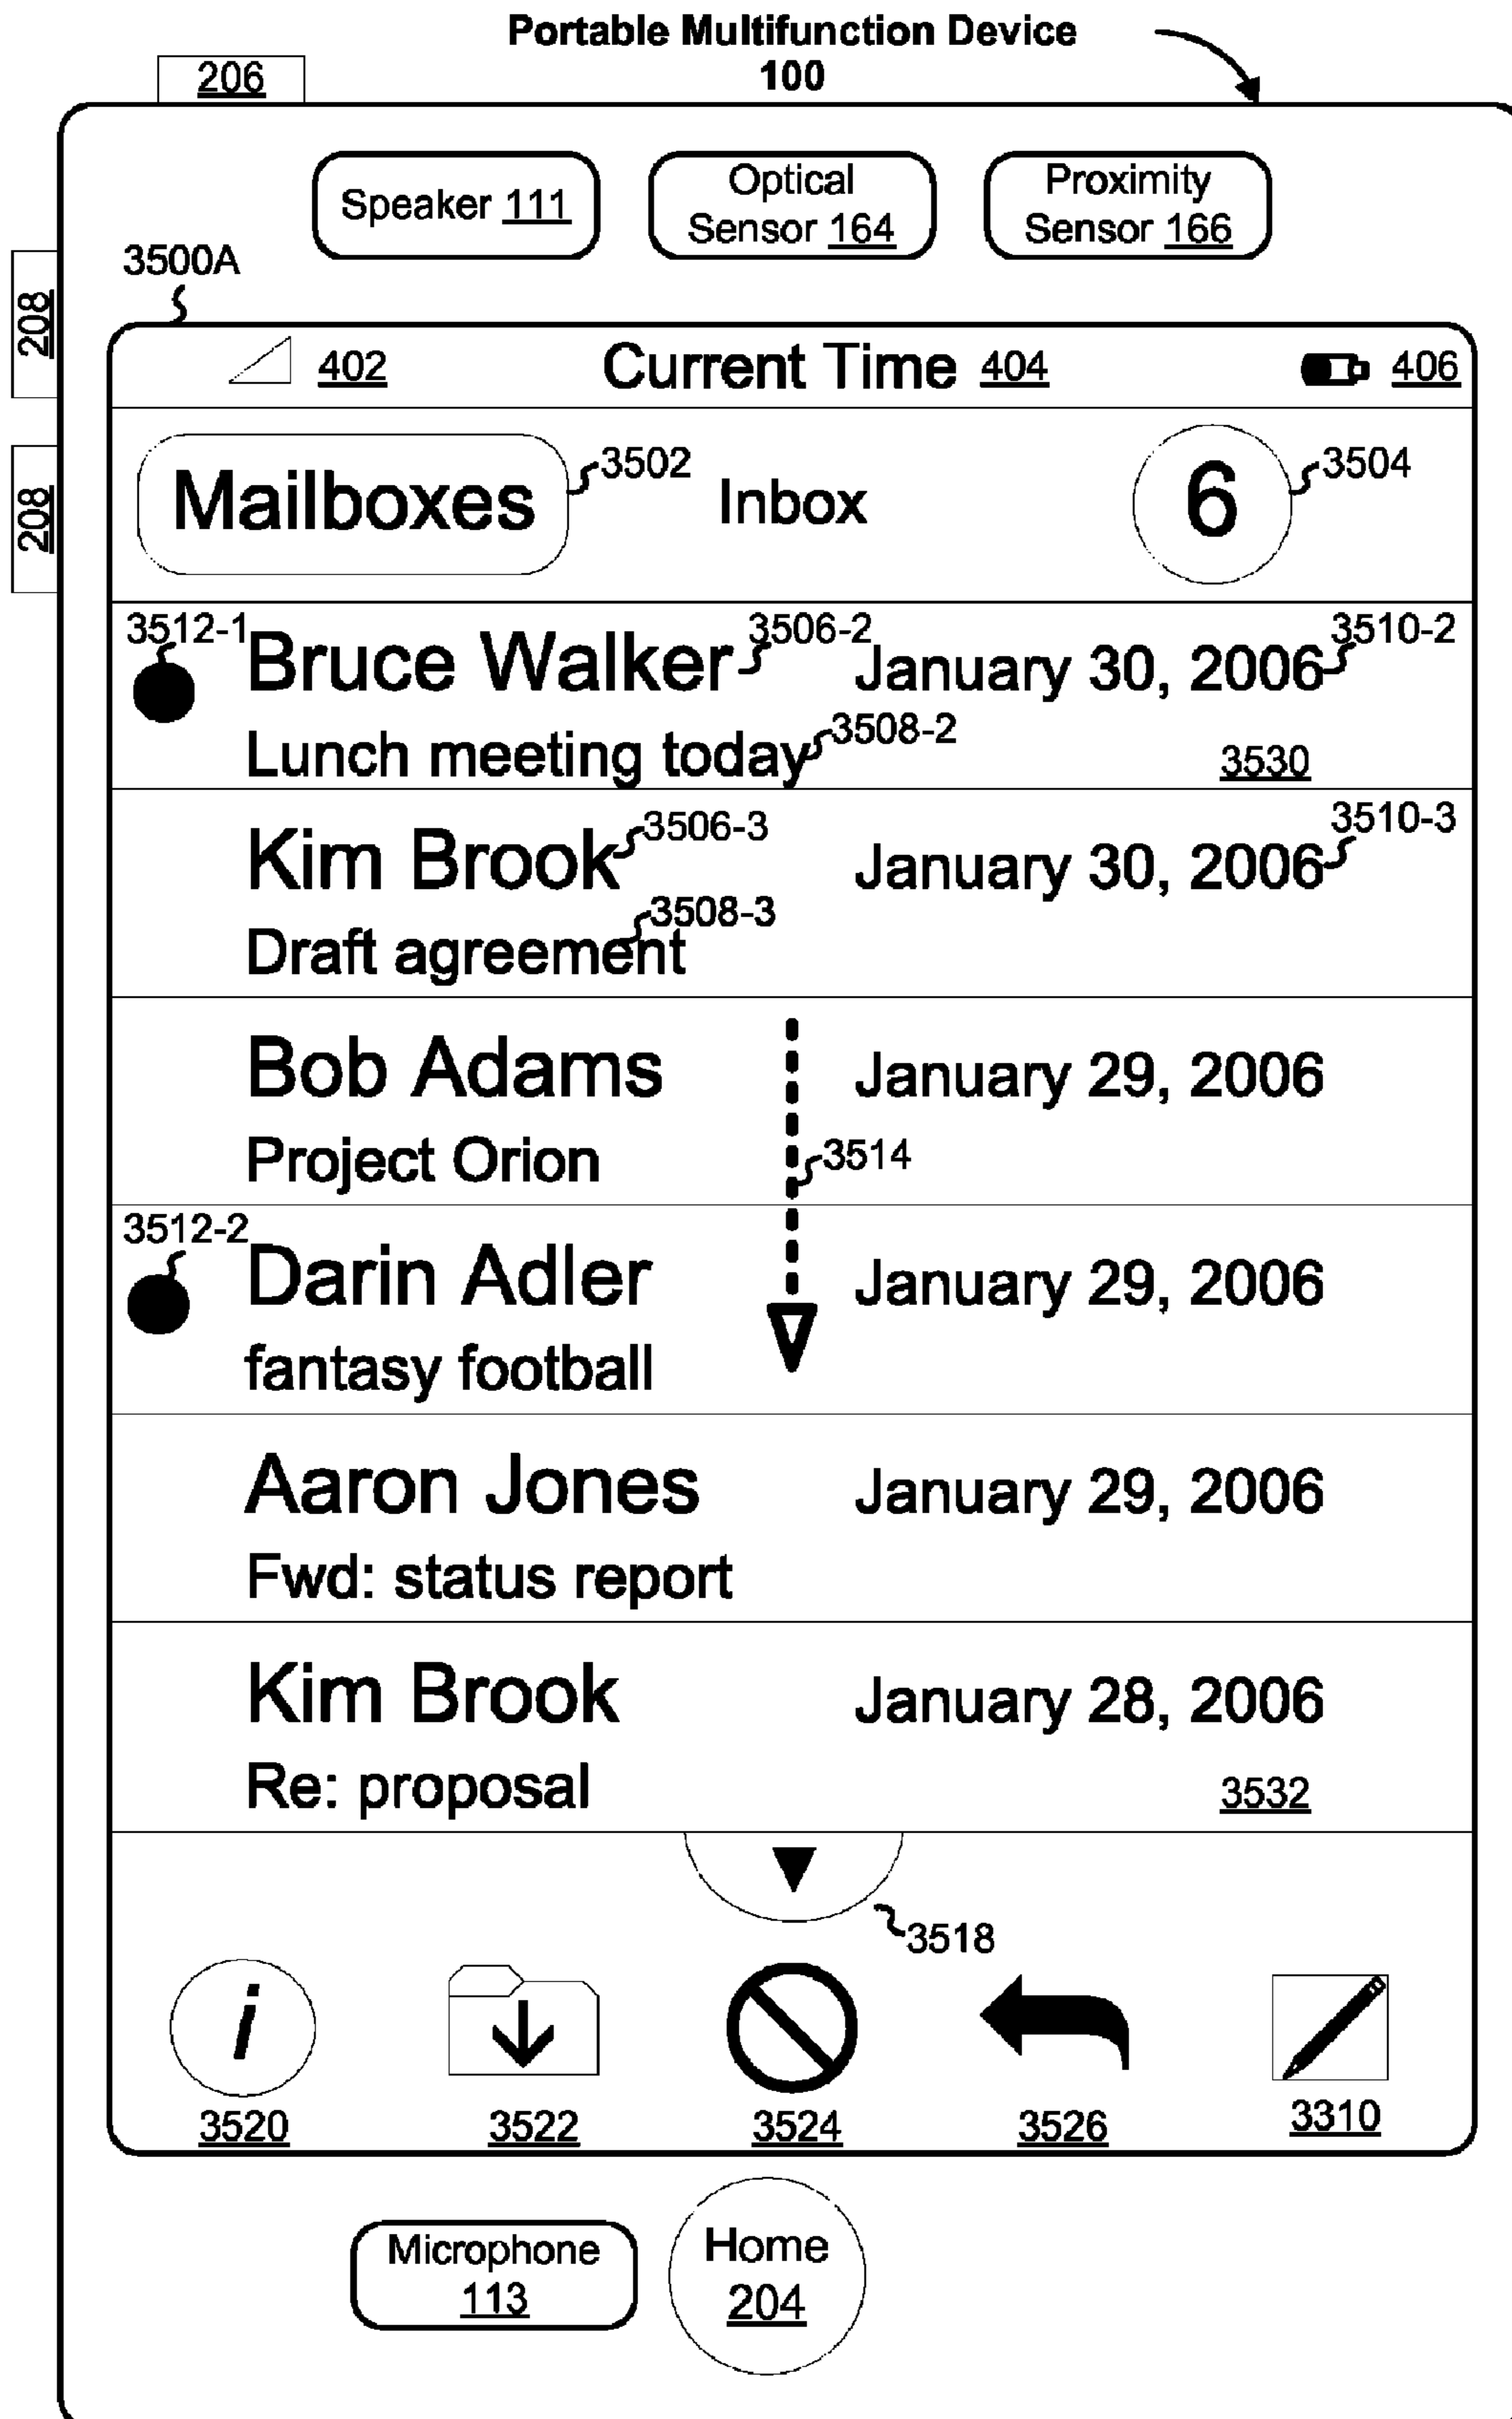 Portable Multifunction Device
100
206
Speaker 111
Optical
Sensor 164
Proximity
Sensor 166
3500A
208
402
Current Time 404
406
208
Mailboxes
3502
Inbox
6
3504
3512-1
Bruce Walker
3506-2
January 30, 2006
3510-2
Lunch meeting today
3508-2
3530
Kim Brook
3506-3
January 30, 2006
3510-3
3508-3
Draft agreement
Bob Adams
January 29, 2006
Project Orion
3514
3512-2
Darin Adler
January 29, 2006
fantasy football
Aaron Jones
January 29, 2006
Fwd: status report
Kim Brook
January 28, 2006
Re: proposal
3532
3518
i
3520
3522
3524
3526
3310
Microphone
113
Home
204